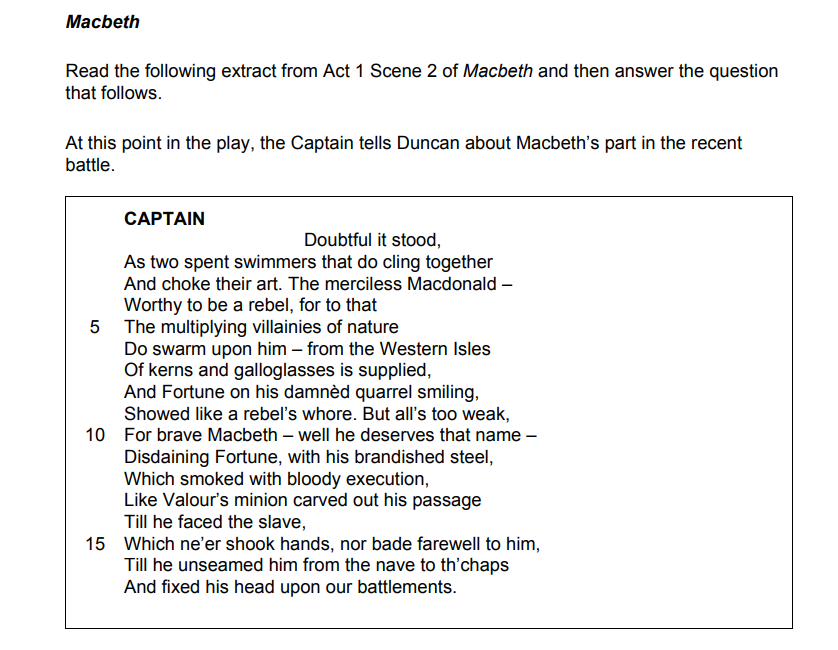 Macbeth
Read the following extract from Act 1 Scene 2 of Macbeth and then answer the question
that follows.
At this point in the play, the Captain tells Duncan about Macbeth's part in the recent
battle.
CAPTAIN
Doubtful it stood,
As two spent swimmers that do cling together
And choke their art. The merciless Macdonald –
Worthy to be a rebel, for to that
5 The multiplying villainies of nature
Do swarm upon him – from the Western Isles
Of kerns and galloglasses is supplied,
And Fortune on his damnèd quarrel smiling,
Showed like a rebel's whore. But all's too weak,
10 For brave Macbeth – well he deserves that name –
Disdaining Fortune, with his brandished steel,
Which smoked with bloody execution,
Like Valour's minion carved out his passage
Till he faced the slave,
15 Which ne'er shook hands, nor bade farewell to him,
Till he unseamed him from the nave to th'chaps
And fixed his head upon our battlements.